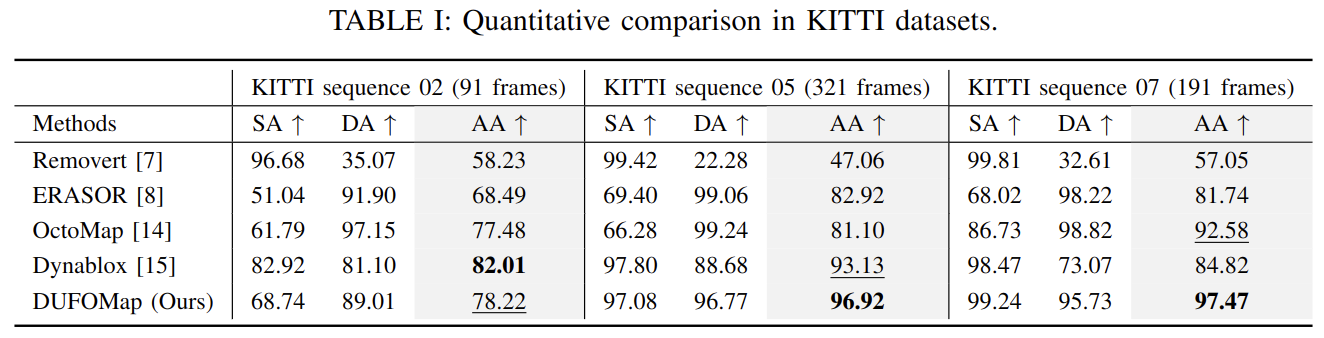 TABLE I: Quantitative comparison in KITTI datasets.
KITTI sequence 02 (91 frames) KITTI sequence 05 (321 frames) KITTI sequence 07 (191 frames)
Methods SA ↑ DA ↑ AA ↑ SA ↑ DA ↑ AA ↑ SA ↑ DA ↑ AA ↑
Removert [7] 96.68 35.07 58.23 99.42 22.28 47.06 99.81 32.61 57.05
ERASOR [8] 51.04 91.90 68.49 69.40 99.06 82.92 68.02 98.22 81.74
OctoMap [14] 61.79 97.15 77.48 66.28 99.24 81.10 86.73 98.82 92.58
Dynablox [15] 82.92 81.10 82.01 97.80 88.68 93.13 98.47 73.07 84.82
DUFOMap (Ours) 68.74 89.01 78.22 97.08 96.77 96.92 99.24 95.73 97.47